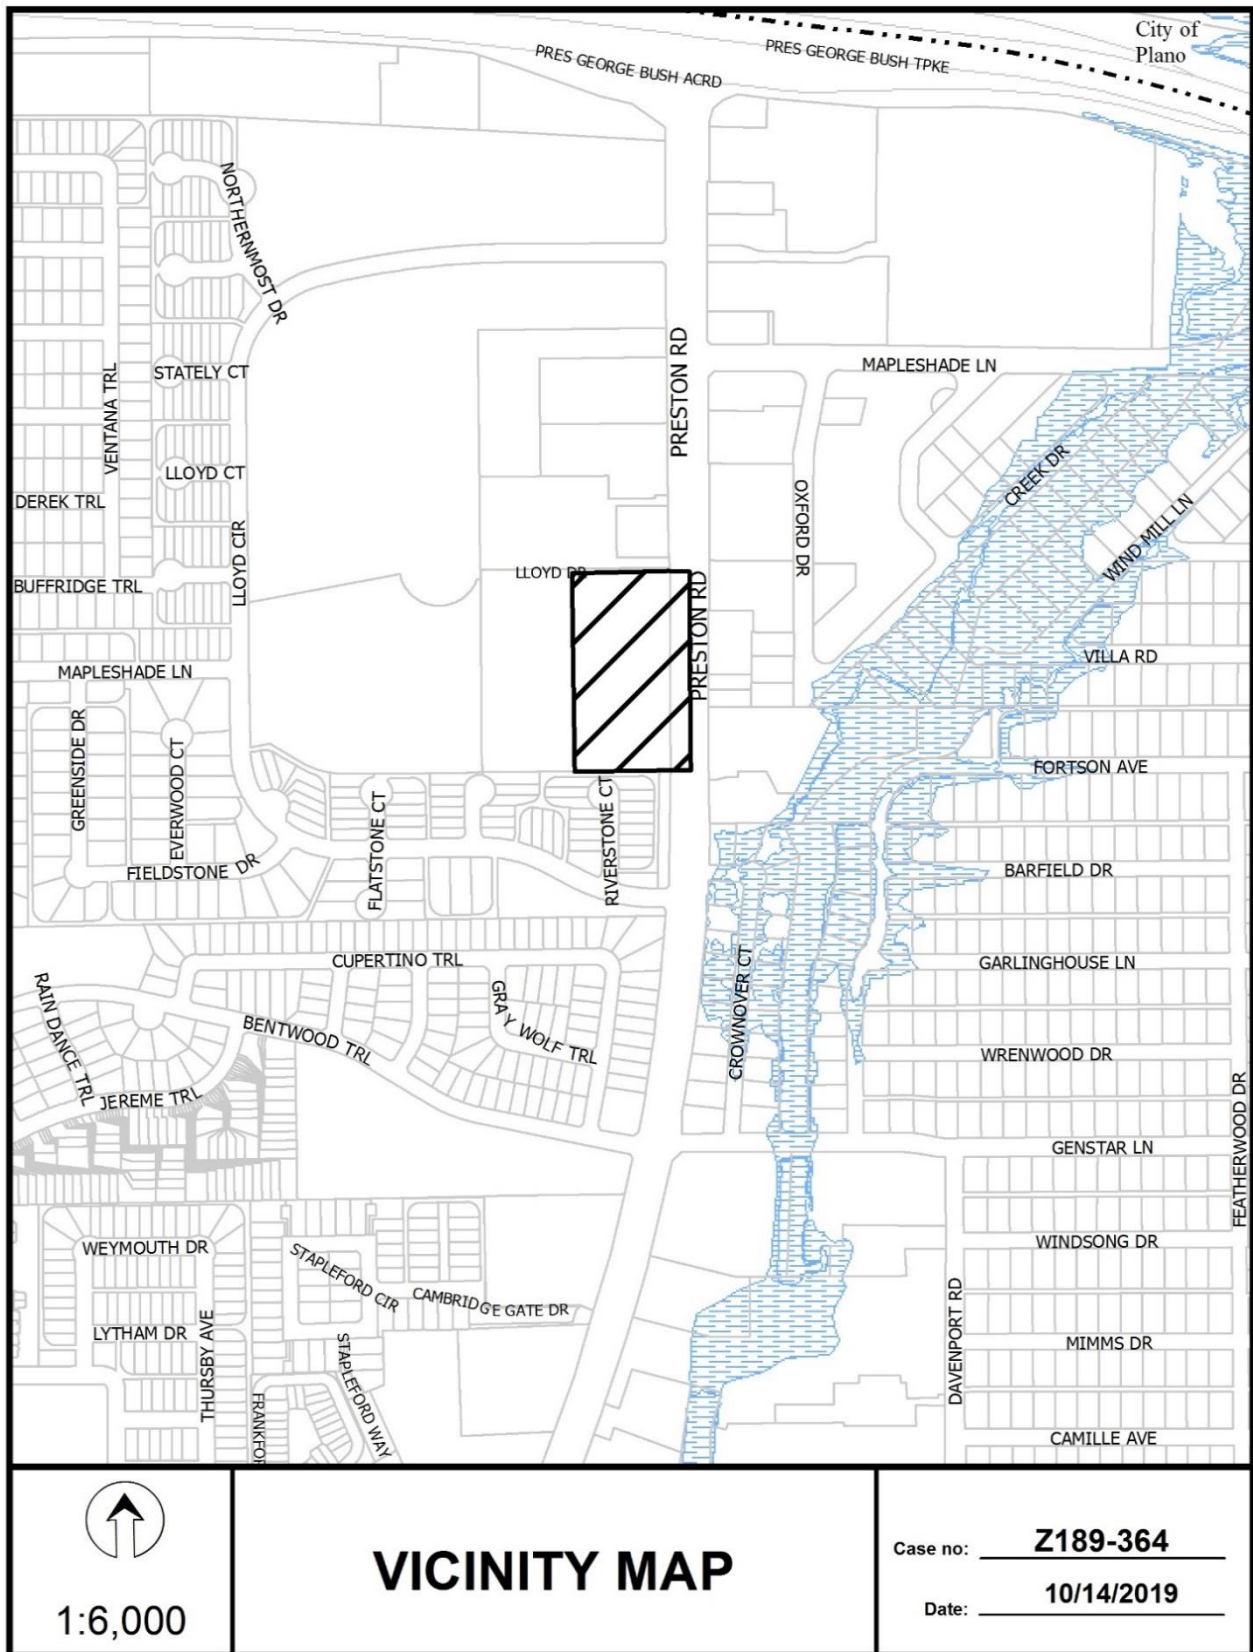 City of
Plano
PRES GEORGE BUSH TPKE
PRES GEORGE BUSH ACRD
NORTHERNMOST DR
PRESTON RD
MAPLESHADE LN
STATELY CT
VENTANA TRL
LLOYD CT
CREEK DR
DEREK TRL
OXFORD DR
WIND MILL LN
LLOYD CIR
LLOYD DR
BUFFRIDGE TRL
PRESTON RD
VILLA RD
MAPLESHADE LN
GREENSIDE DR
EVERWOOD CT
FORTSON AVE
FLATSTONE CT
RIVERSTONE CT
FIELDSTONE DR
BARFIELD DR
CUPERTINO TRL
GARLINGHOUSE LN
RAIN DANCE TRL
GRAY WOLF TRL
CROWNOVER CT
BENTWOOD TRL
WRENWOOD DR
JEREME TRL
FEATHERWOOD DR
GENSTAR LN
WEYMOUTH DR
WINDSONG DR
STAPLEFORD CIR
CAMBRIDGE GATE DR
LYTHAM DR
THURSBY AVE
STAPLEFORD WAY
DAVENPORT RD
MIMMS DR
FRANKFOR
CAMILLE AVE
1:6,000
VICINITY MAP
Case no: Z189-364
Date: 10/14/2019